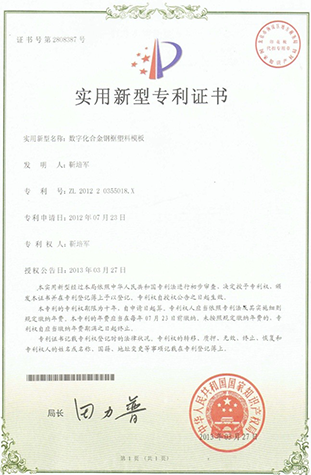 证书号第2808387号
实用新型专利证书
实用新型名称：数字化合金钢框塑料模板
发 明 人：靳培军
专 利 号：ZL 2012 2 0355018.X
专利申请日：2012年07月23日
专 利 权 人：靳培军
授权公告日：2013年03月27日
本实用新型经过本局依照中华人民共和国专利法进行初步审查，决定授予专利权，颁
发本证书并在专利登记簿上予以登记。专利权自授权公告之日起生效。
本专利的专利权期限为十年，自申请日起算。专利权人应当依照专利法及其实施细则
规定缴纳年费。本专利的年费应当在每年07月23日前缴纳。未按照规定缴纳年费的，专
利权自应当缴纳年费期满之日起终止。
专利证书记载专利权登记时的法律状况。专利权的转移、质押、无效、终止、恢复和
专利权人的姓名或名称、国籍、地址变更等事项记载在专利登记簿上。
局长 田力普
中华人民共和国国家知识产权局
2013年03月27日
第1页（共1页）